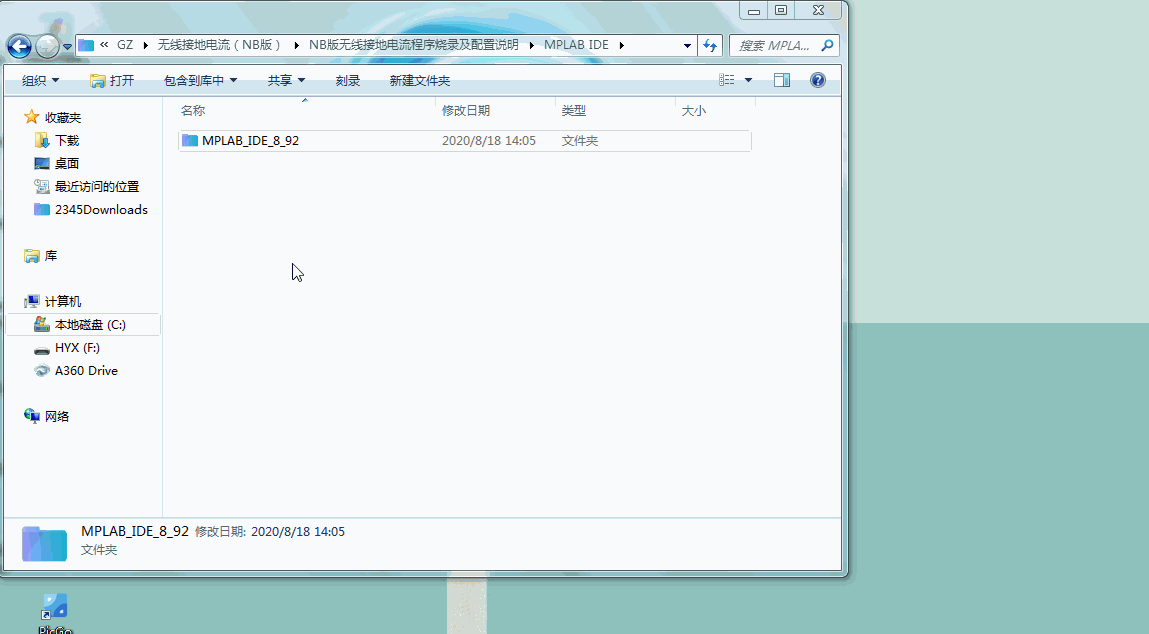 « GZ ▸ 无线接地电流（NB版） ▸ NB版无线接地电流程序烧录及配置说明 ▸ MPLAB IDE ▸
搜索 MPLA...
组织 打开 包含到库中 共享 刻录 新建文件夹
名称 修改日期 类型 大小
MPLAB_IDE_8_92 2020/8/18 14:05 文件夹
收藏夹
下载
桌面
最近访问的位置
2345Downloads
库
计算机
本地磁盘 (C:)
HYX (F:)
A360 Drive
网络
MPLAB_IDE_8_92 修改日期: 2020/8/18 14:05
文件夹
PicGo